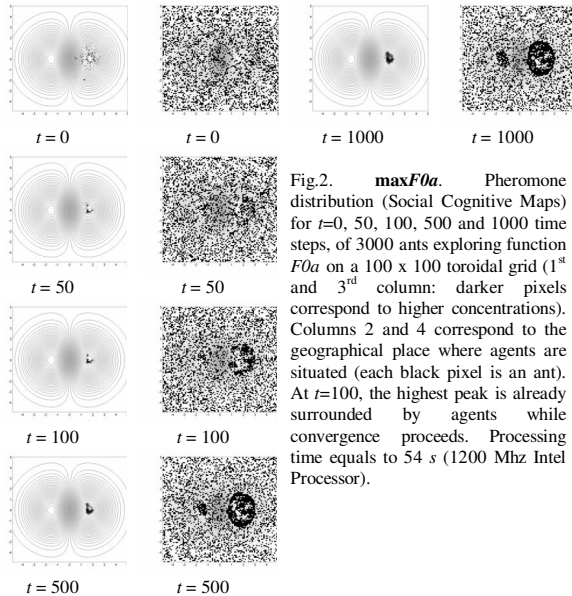 t = 0 t = 0 t = 1000 t = 1000
Fig.2. maxF0a. Pheromone
distribution (Social Cognitive Maps)
for t=0, 50, 100, 500 and 1000 time
steps, of 3000 ants exploring function
F0a on a 100 x 100 toroidal grid (1st
and 3rd column: darker pixels
correspond to higher concentrations).
Columns 2 and 4 correspond to the
geographical place where agents are
situated (each black pixel is an ant).
At t=100, the highest peak is already
surrounded by agents while
convergence proceeds. Processing
time equals to 54 s (1200 Mhz Intel
Processor).
t = 50 t = 50
t = 100 t = 100
t = 500 t = 500